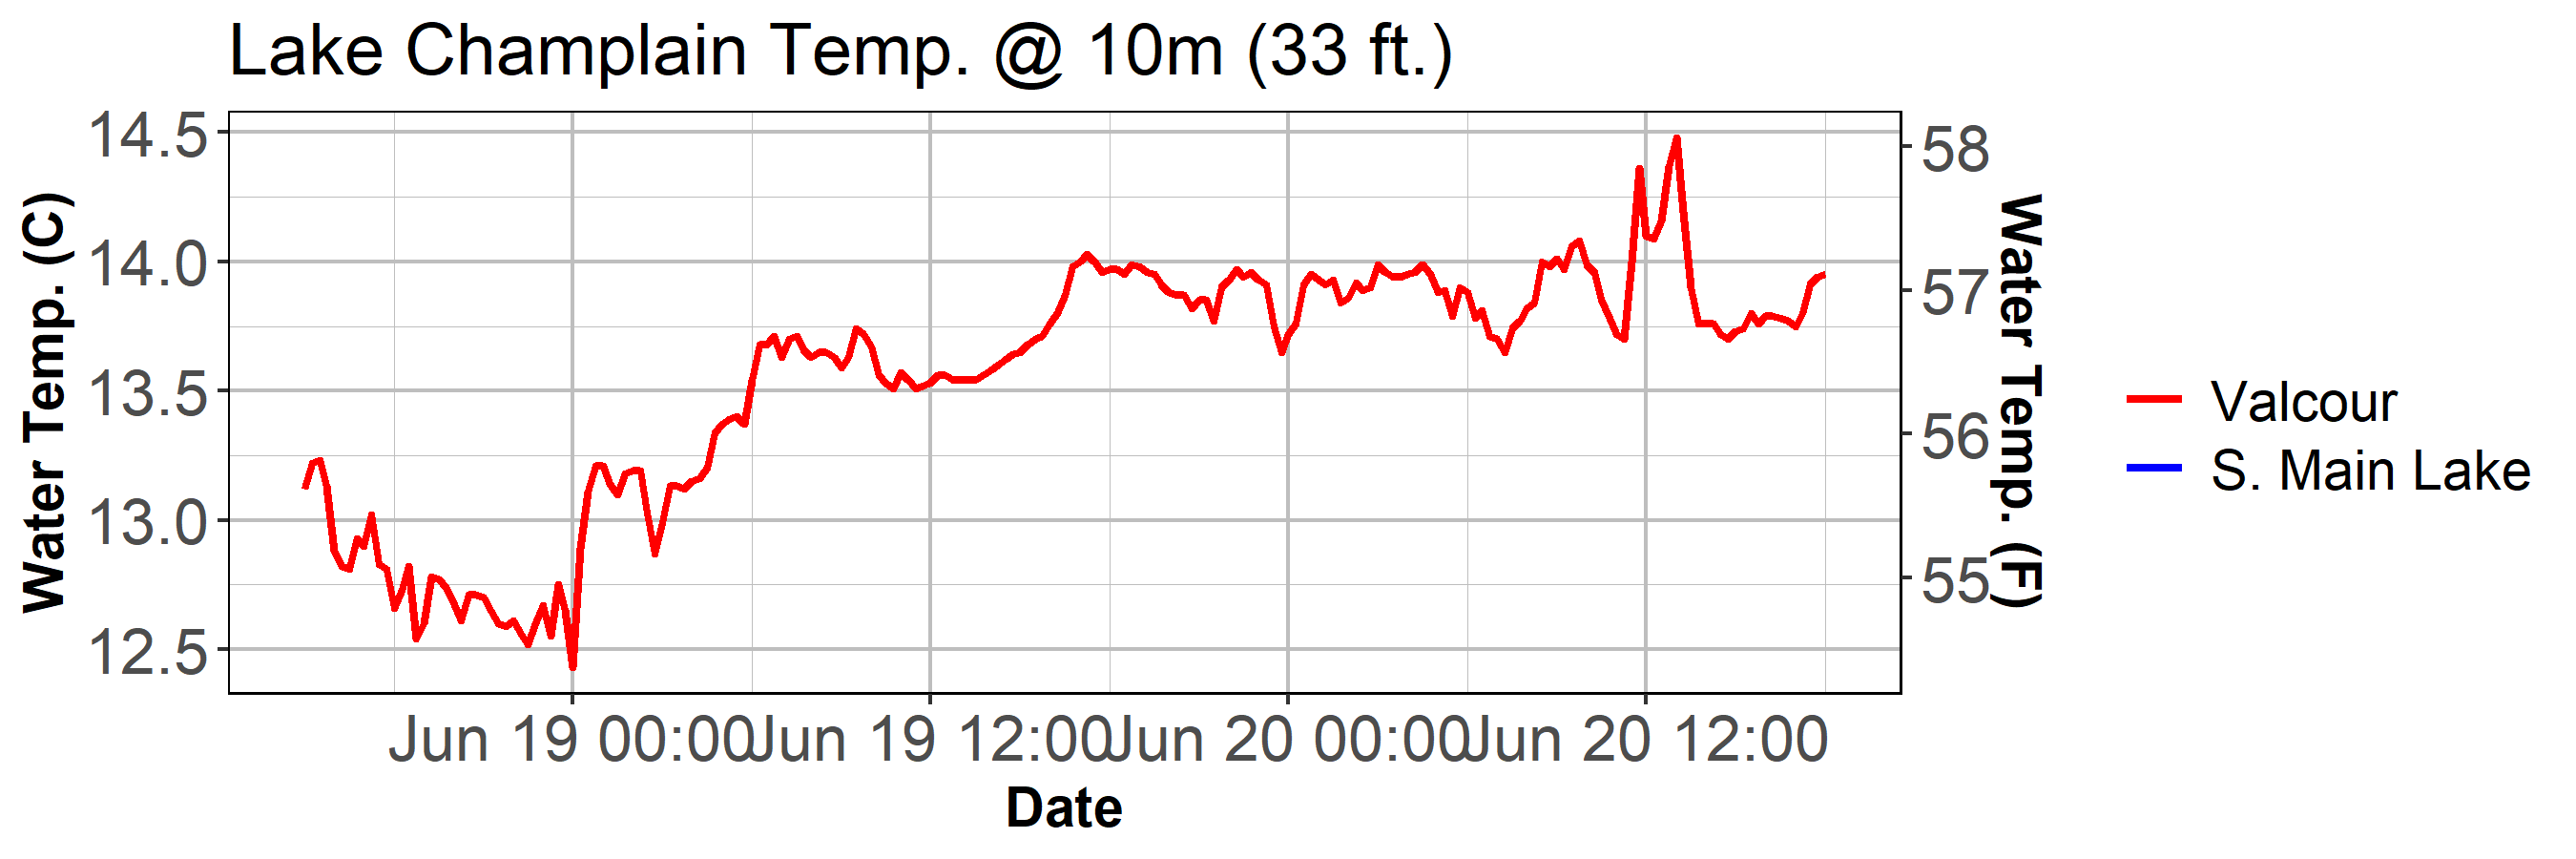 Lake Champlain Temp. @ 10m (33 ft.)
Water Temp. (C)
14.5
14.0
13.5
13.0
12.5
58
57
56
55
Water Temp. (F)
Jun 19 00:00
Jun 19 12:00
Jun 20 00:00
Jun 20 12:00
Date
Valcour
S. Main Lake